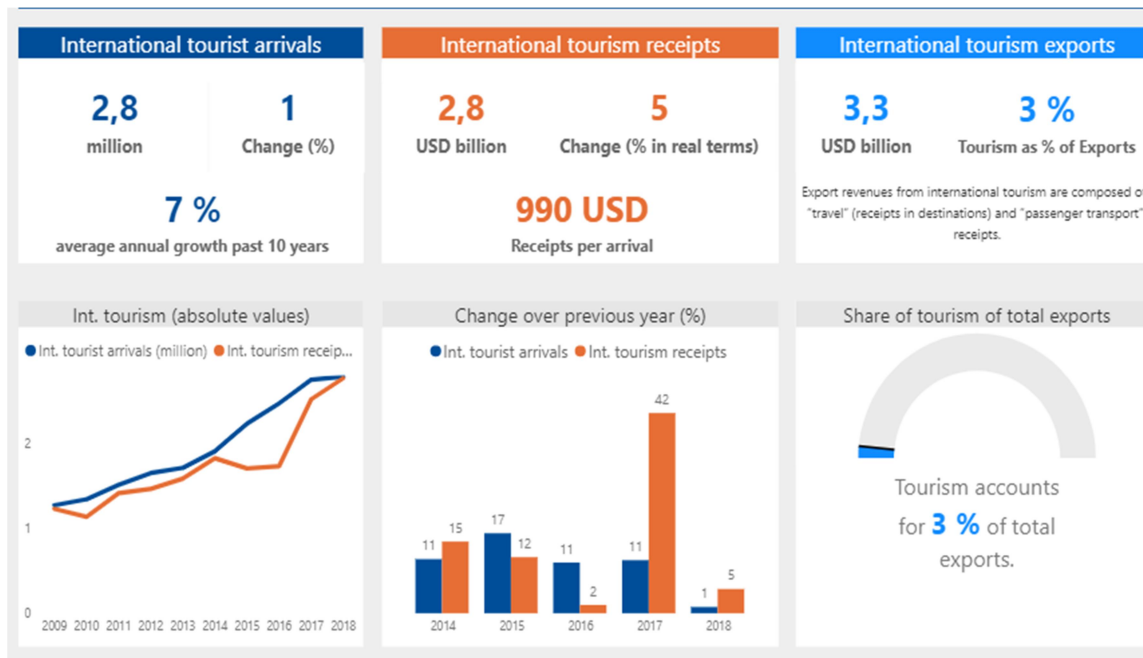 International tourist arrivals
2,8
million
1
Change (%)
7 %
average annual growth past 10 years
International tourism receipts
2,8
USD billion
5
Change (% in real terms)
990 USD
Receipts per arrival
International tourism exports
3,3
USD billion
3 %
Tourism as % of Exports
Export revenues from international tourism are composed
"travel" (receipts in destinations) and "passenger transport"
receipts.
Int. tourism (absolute values)
Int. tourist arrivals (million) Int. tourism receip...
2
1
0
2009 2010 2011 2012 2013 2014 2015 2016 2017 2018
Change over previous year (%)
Int. tourist arrivals Int. tourism receipts
11 15 17 12 11 2 11 42 1 5
2014 2015 2016 2017 2018
Share of tourism of total exports
Tourism accounts
for 3 % of total
exports.